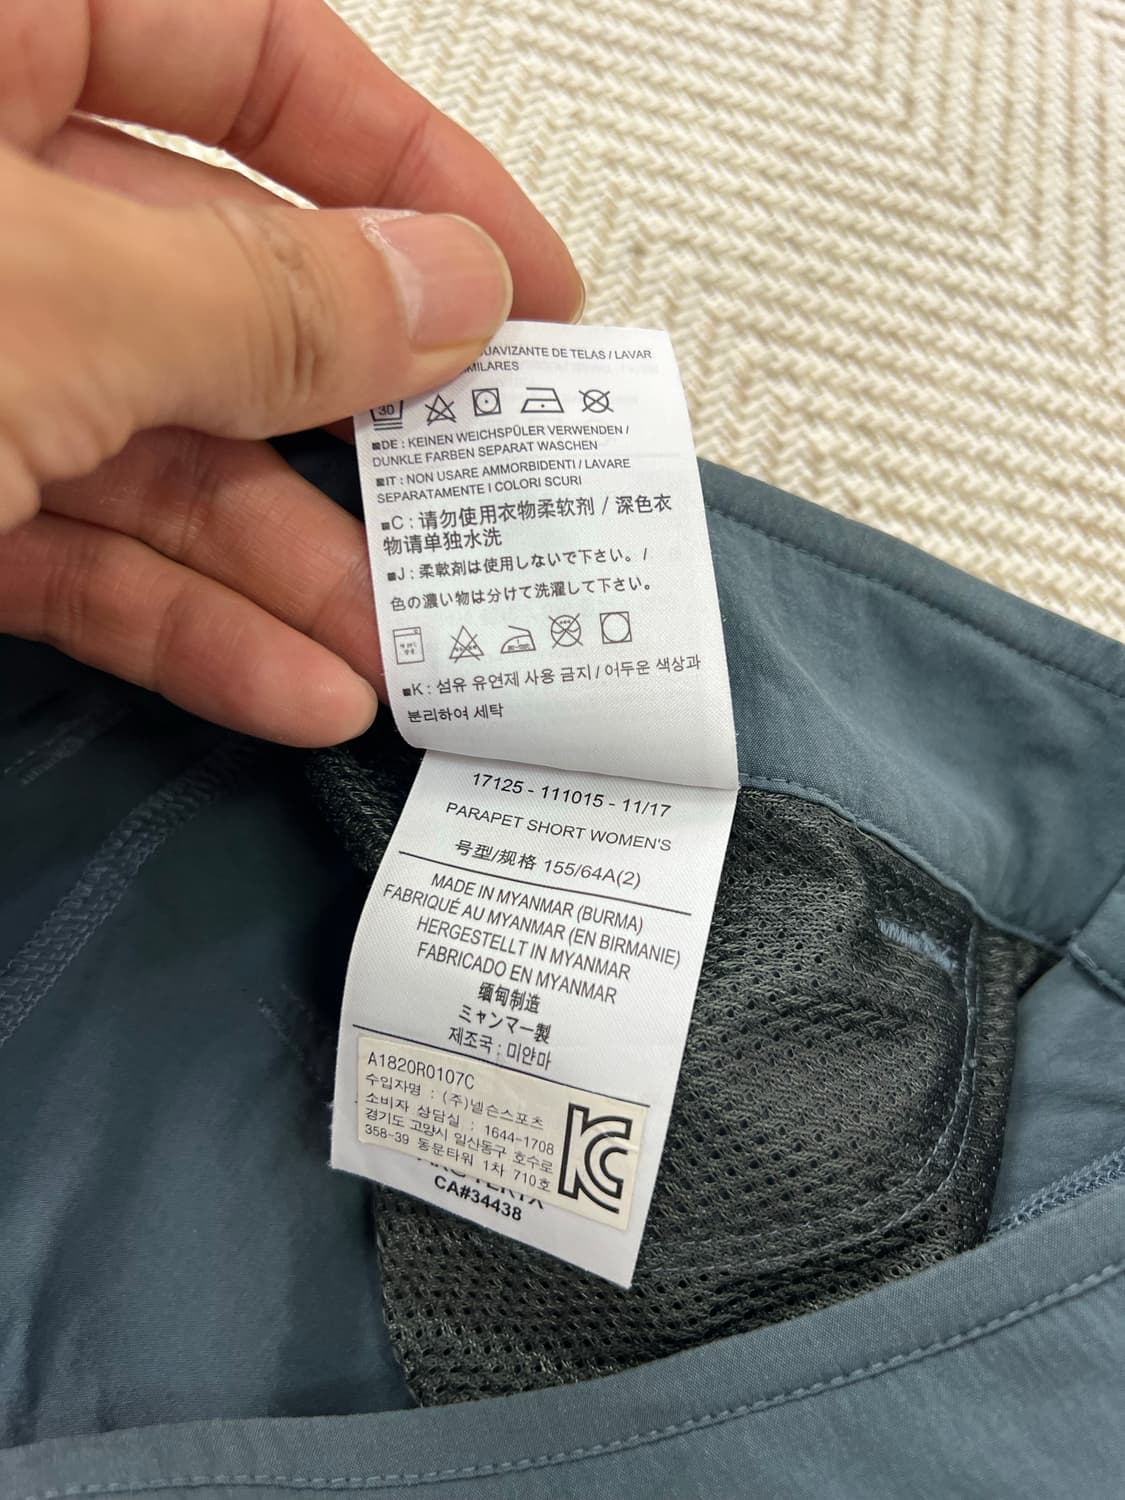 DE : KEINEN WEICHSPÜLER VERWENDEN /
DUNKLE FARBEN SEPARAT WASCHEN
IT : NON USARE AMMORBIDENTI / LAVARE
SEPARATAMENTE I COLORI SCURI
C : 请勿使用衣物柔软剂 / 深色衣
物请单独水洗
J : 柔軟剤は使用しないで下さい。 /
色の濃い物は分けて洗濯して下さい。
K : 섬유 유연제 사용 금지 / 어두운 색상과
분리하여 세탁
17125 - 111015 - 11/17
PARAPET SHORT WOMEN'S
号型/规格 155/64A(2)
MADE IN MYANMAR (BURMA)
FABRIQUÉ AU MYANMAR (EN BIRMANIE)
HERGESTELLT IN MYANMAR
FABRICADO EN MYANMAR
缅甸制造
ミャンマー製
제조국 : 미얀마
A1820R0107C
수입자명 : (주)넬슨스포츠
소비자 상담실 : 1644-1708
경기도 고양시 일산동구 호수로
358-39 동문타워 1차 710호
CA#34438